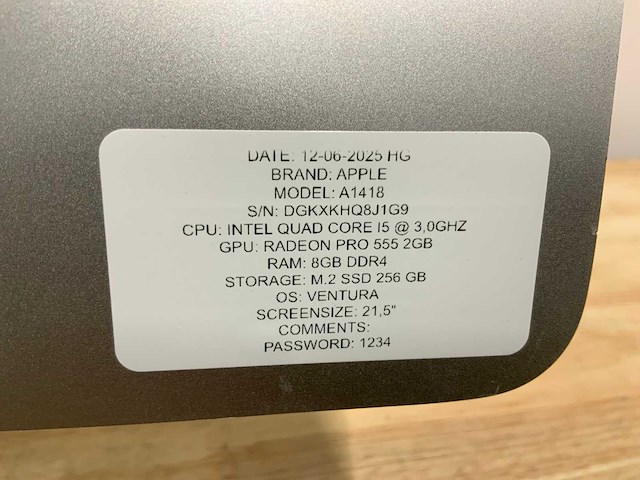 DATE: 12-06-2025 HG
BRAND: APPLE
MODEL: A1418
S/N: DGKXKHQ8J1G9
CPU: INTEL QUAD CORE I5 @ 3,0GHZ
GPU: RADEON PRO 555 2GB
RAM: 8GB DDR4
STORAGE: M.2 SSD 256 GB
OS: VENTURA
SCREENSIZE: 21,5"
COMMENTS:
PASSWORD: 1234